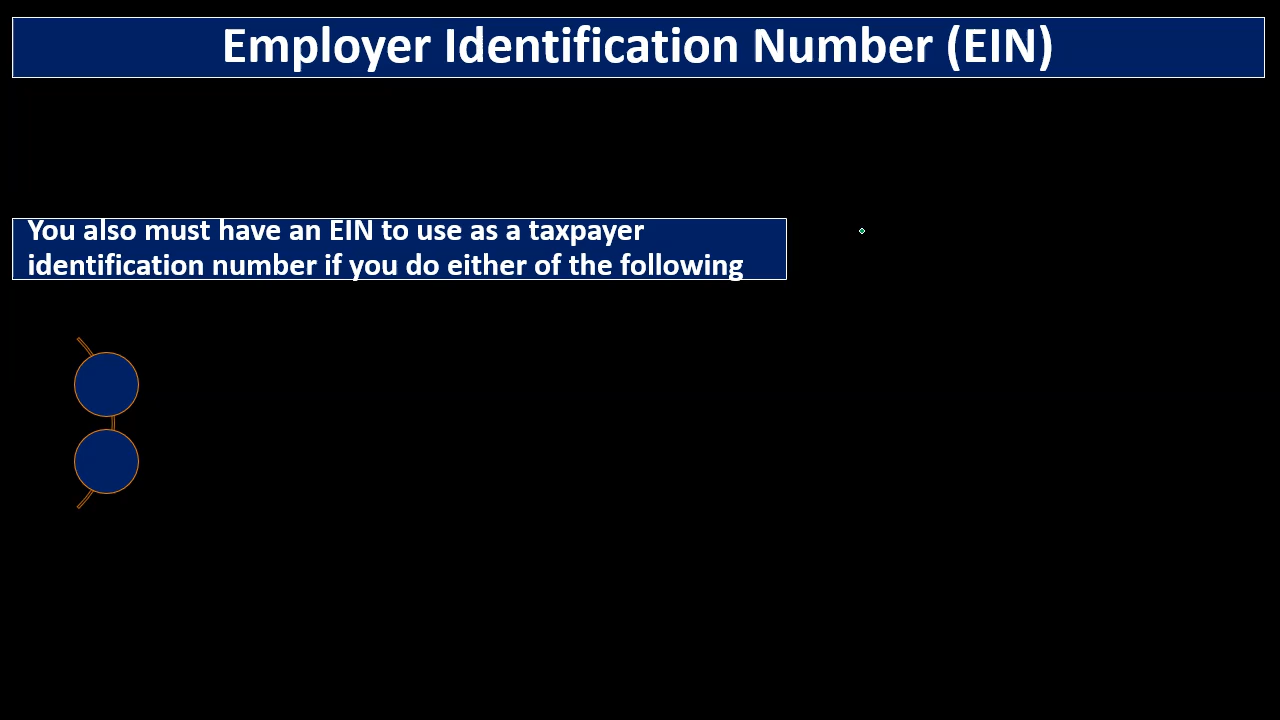 Employer Identification Number (EIN)
You also must have an EIN to use as a taxpayer
identification number if you do either of the following